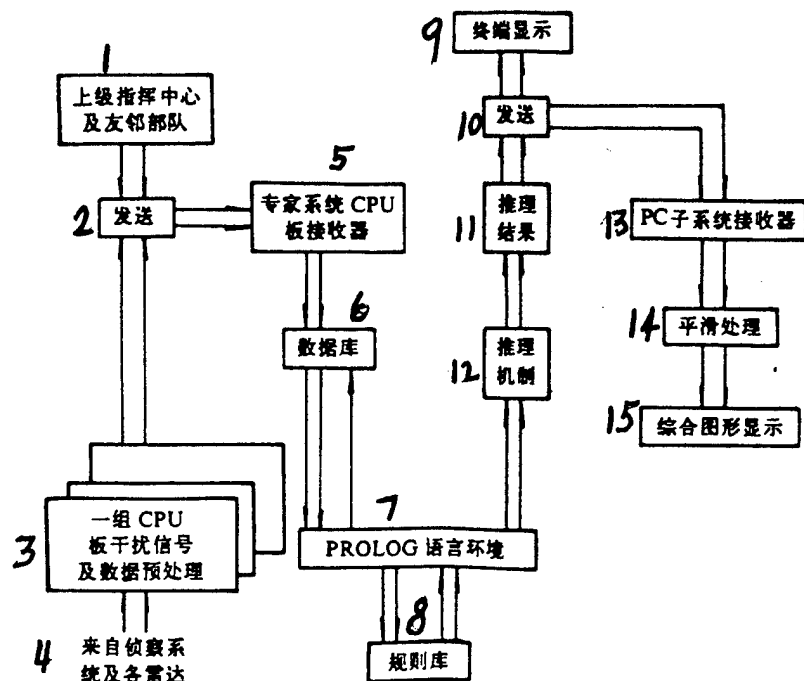 1
上级指挥中心
及友邻部队
2
发送
3
一组 CPU
板干扰信号
及数据预处理
4
来自侦察系
统及各雷达
5
专家系统 CPU
板接收器
6
数据库
7
PROLOG 语言环境
8
规则库
9
终端显示
10
发送
11
推理
结果
12
推理
机制
13
PC 子系统接收器
14
平滑处理
15
综合图形显示